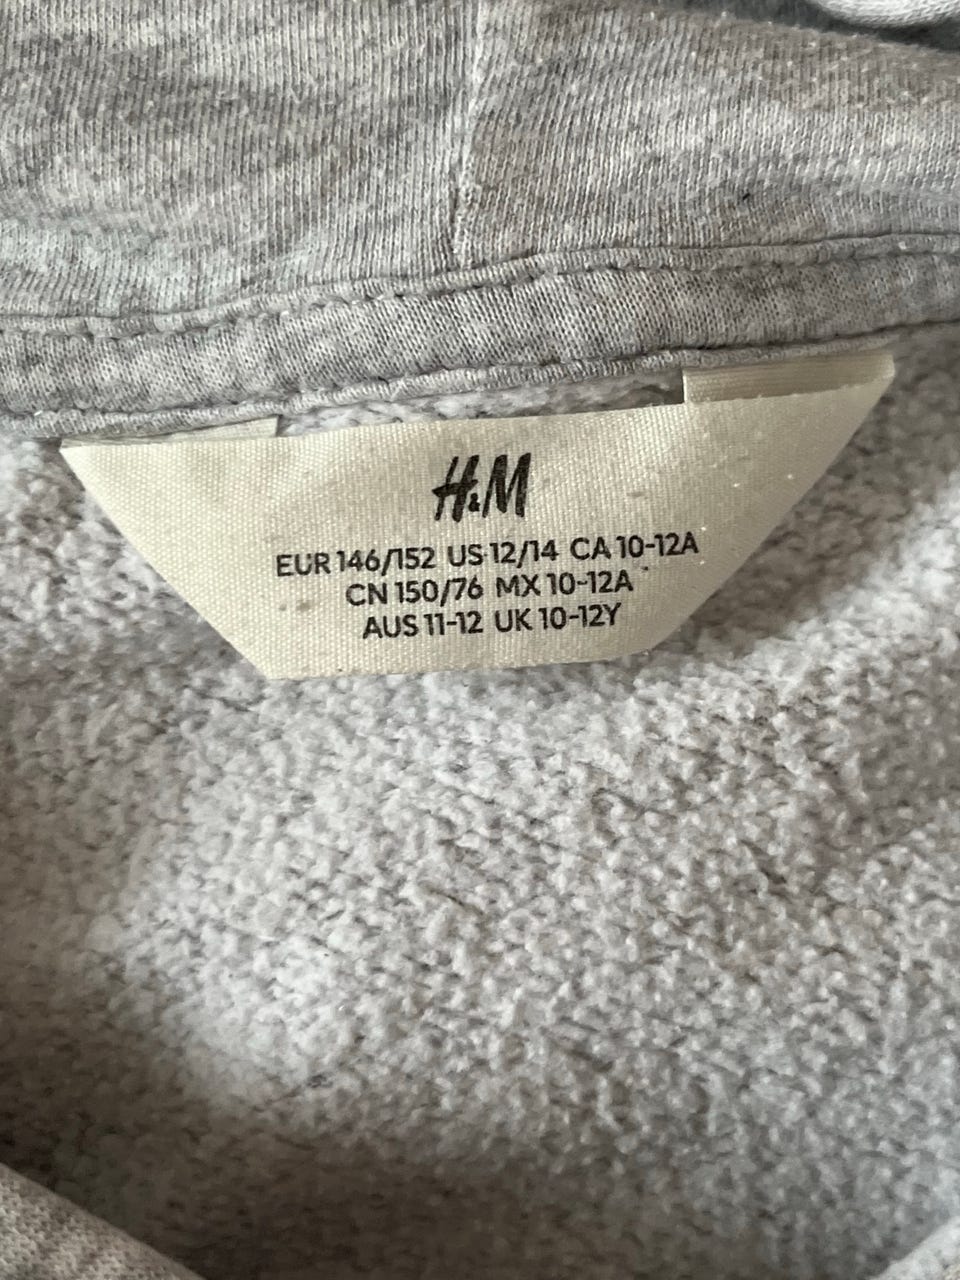 H&M
EUR 146/152 US 12/14 CA 10-12A
CN 150/76 MX 10-12A
AUS 11-12 UK 10-12Y